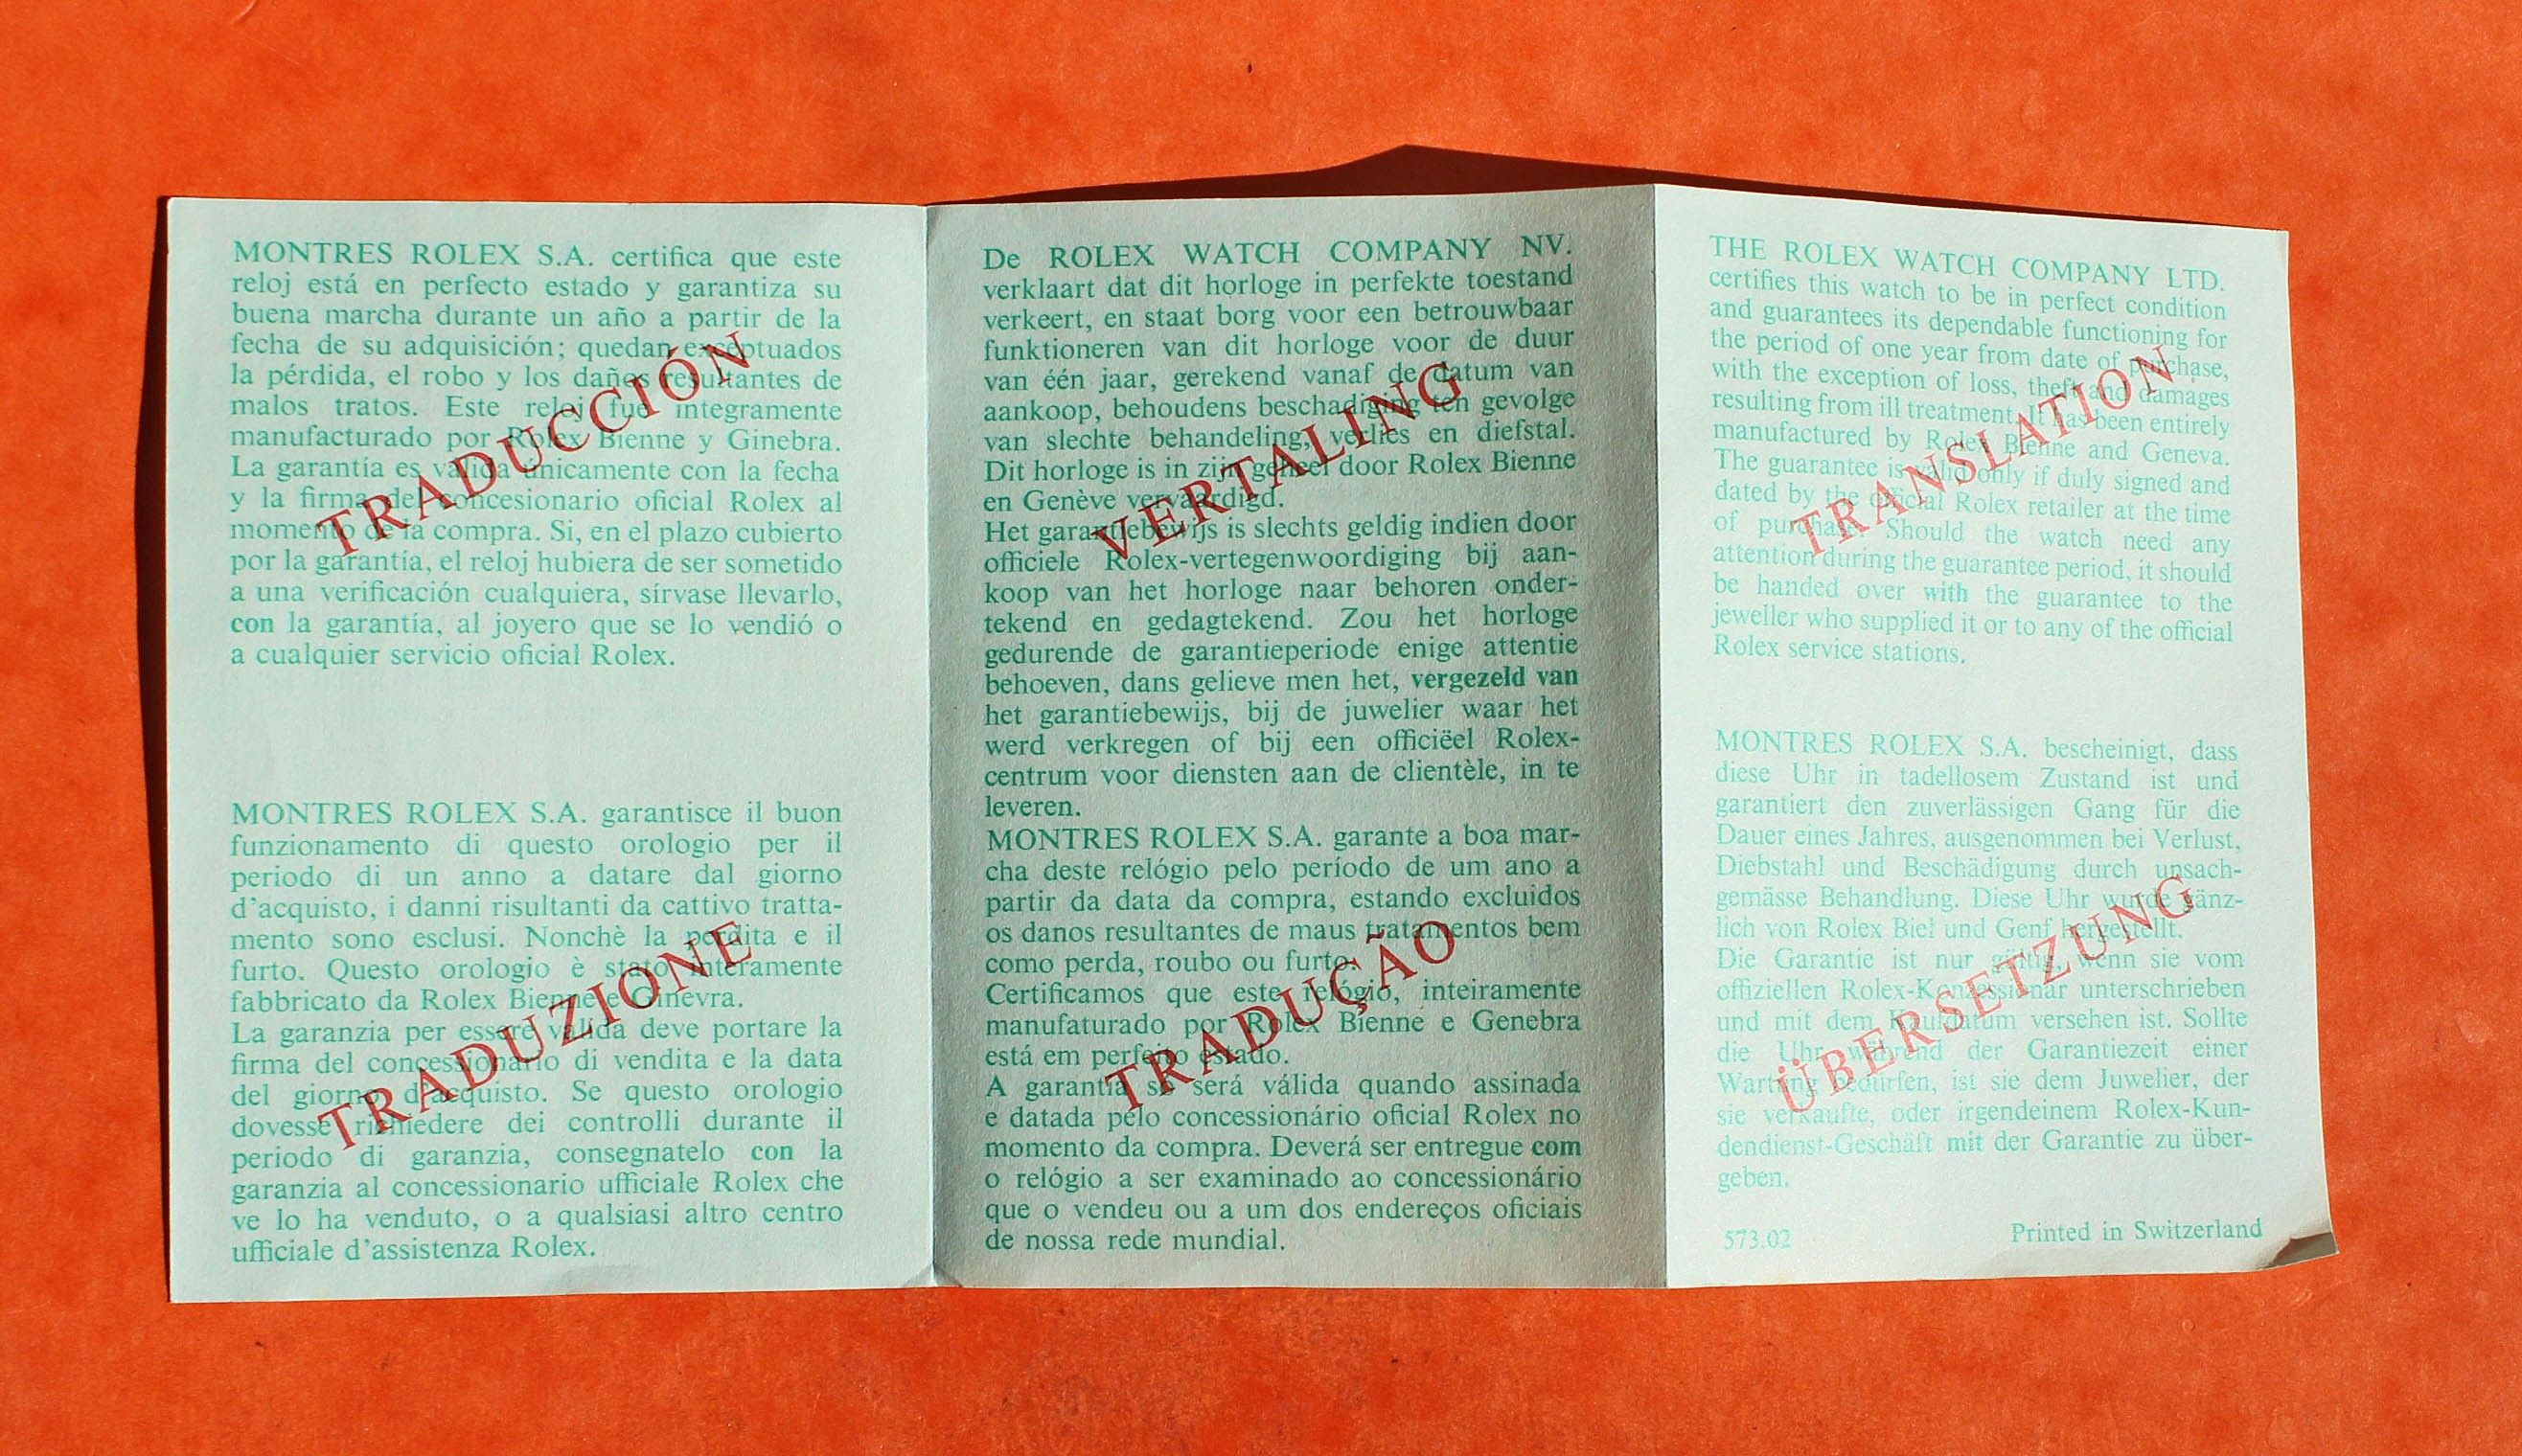 MONTRES ROLEX S.A. certifica que este
reloj está en perfecto estado y garantiza su
buena marcha durante un año a partir de la
fecha de su adquisición; quedan exceptuados
la pérdida, el robo y los daños resultantes de
malos tratos. Este reloj fué integramente
manufacturado por Rolex Bienne y Ginebra.
La garantía es válida únicamente con la fecha
y la firma del concesionario oficial Rolex al
momento de la compra. Si, en el plazo cubierto
por la garantía, el reloj hubiera de ser sometido
a una verificación cualquiera, sírvase llevarlo,
con la garantía, al joyero que se lo vendió o
a cualquier servicio oficial Rolex.
TRADUCCIÓN
MONTRES ROLEX S.A. garantisce il buon
funzionamento di questo orologio per il
periodo di un anno a datare dal giorno
d'acquisto, i danni risultanti da cattivo tratta-
mento sono esclusi. Nonchè la perdita e il
furto. Questo orologio è stato interamente
fabbricato da Rolex Bienne e Ginevra.
La garanzia per essere valida deve portare la
firma del concessionario di vendita e la data
del giorno d'acquisto. Se questo orologio
dovesse richiedere dei controlli durante il
periodo di garanzia, consegnatelo con la
garanzia al concessionario ufficiale Rolex che
ve lo ha venduto, o a qualsiasi altro centro
ufficiale d'assistenza Rolex.
TRADUZIONE
De ROLEX WATCH COMPANY NV.
verklaart dat dit horloge in perfekte toestand
verkeert, en staat borg voor een betrouwbaar
funktioneren van dit horloge voor de duur
van één jaar, gerekend vanaf de datum van
aankoop, behoudens beschadiging ten gevolge
van slechte behandeling, verlies en diefstal.
Dit horloge is in zijn geheel door Rolex Bienne
en Genève vervaardigd.
Het garantiebewijs is slechts geldig indien door
officiele Rolex-vertegenwoordiging bij aan-
koop van het horloge naar behoren onder-
tekend en gedagtekend. Zou het horloge
gedurende de garantieperiode enige attentie
behoeven, dans gelieve men het, vergezeld van
het garantiebewijs, bij de juwelier waar het
werd verkregen of bij een officiëel Rolex-
centrum voor diensten aan de clientèle, in te
leveren.
VERTALING
MONTRES ROLEX S.A. garante a boa mar-
cha deste relógio pelo período de um ano a
partir da data da compra, estando excluidos
os danos resultantes de maus tratamentos bem
como perda, roubo ou furto.
Certificamos que este relógio, inteiramente
manufaturado por Rolex Bienne e Genebra
está em perfeito estado.
A garantia só será válida quando assinada
e datada pelo concessionário oficial Rolex no
momento da compra. Deverá ser entregue com
o relógio a ser examinado ao concessionário
que o vendeu ou a um dos endereços oficiais
de nossa rede mundial.
TRADUÇÃO
THE ROLEX WATCH COMPANY LTD.
certifies this watch to be in perfect condition
and guarantees its dependable functioning for
the period of one year from date of purchase,
with the exception of loss, theft and damages
resulting from ill treatment. It has been entirely
manufactured by Rolex Bienne and Geneva.
The guarantee is valid only if duly signed and
dated by the official Rolex retailer at the time
of purchase. Should the watch need any
attention during the guarantee period, it should
be handed over with the guarantee to the
jeweller who supplied it or to any of the official
Rolex service stations.
TRANSLATION
MONTRES ROLEX S.A. bescheinigt, dass
diese Uhr in tadellosem Zustand ist und
garantiert den zuverlässigen Gang für die
Dauer eines Jahres, ausgenommen bei Verlust,
Diebstahl und Beschädigung durch unsach-
gemässe Behandlung. Diese Uhr wurde gänz-
lich von Rolex Biel und Genf hergestellt.
Die Garantie ist nur gültig, wenn sie vom
offiziellen Rolex-Konzessionär unterschrieben
und mit dem Kaufdatum versehen ist. Sollte
die Uhr während der Garantiezeit einer
Wartung bedürfen, ist sie dem Juwelier, der
sie verkaufte, oder irgendeinem Rolex-Kun-
dendienst-Geschäft mit der Garantie zu über-
geben.
ÜBERSETZUNG
573.02 Printed in Switzerland